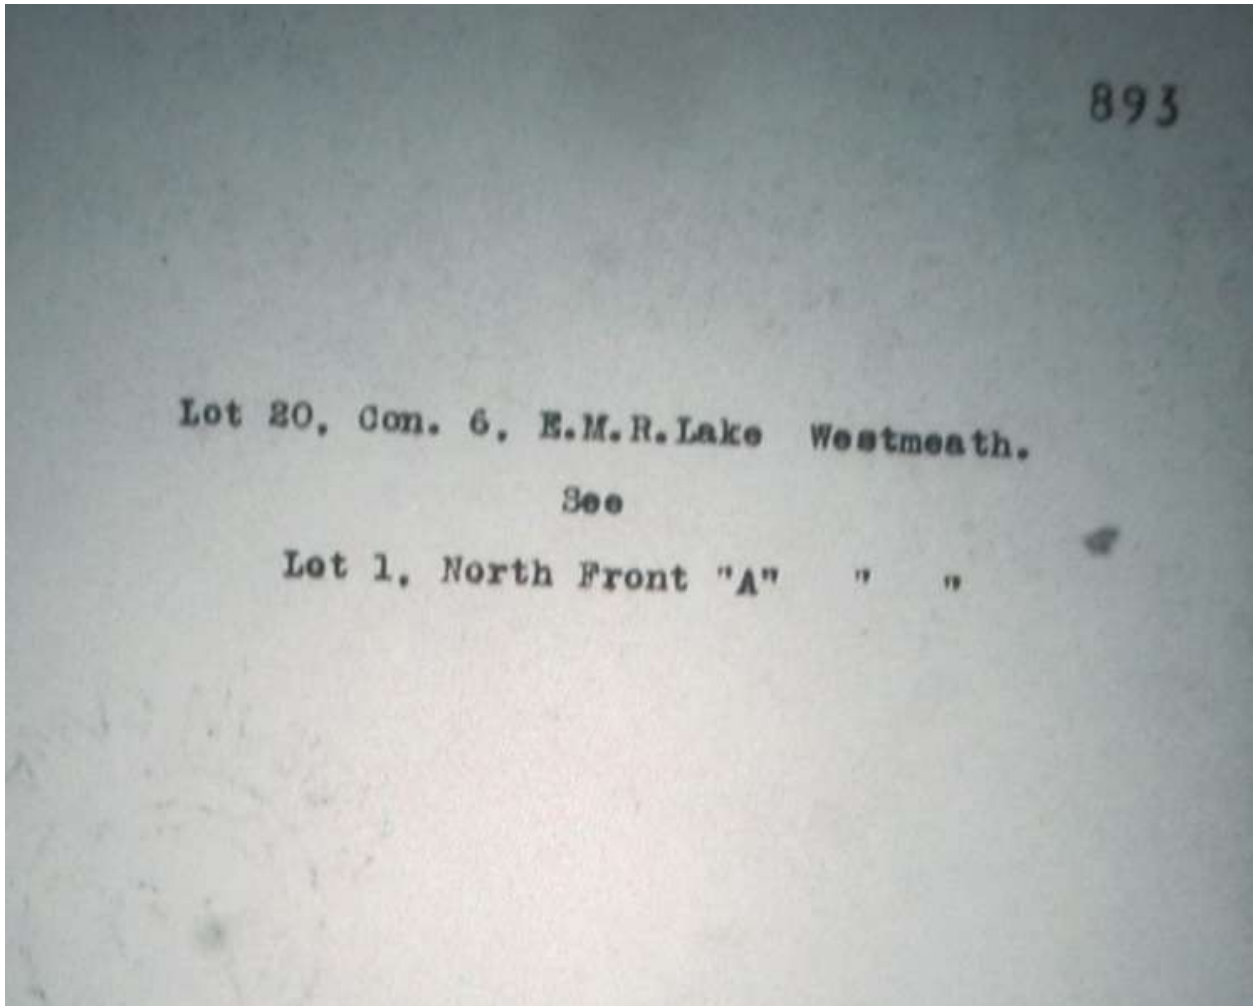 893
Lot 20, Con. 6, E.M.R.Lake Westmeath.
See
Lot 1, North Front "A" " "